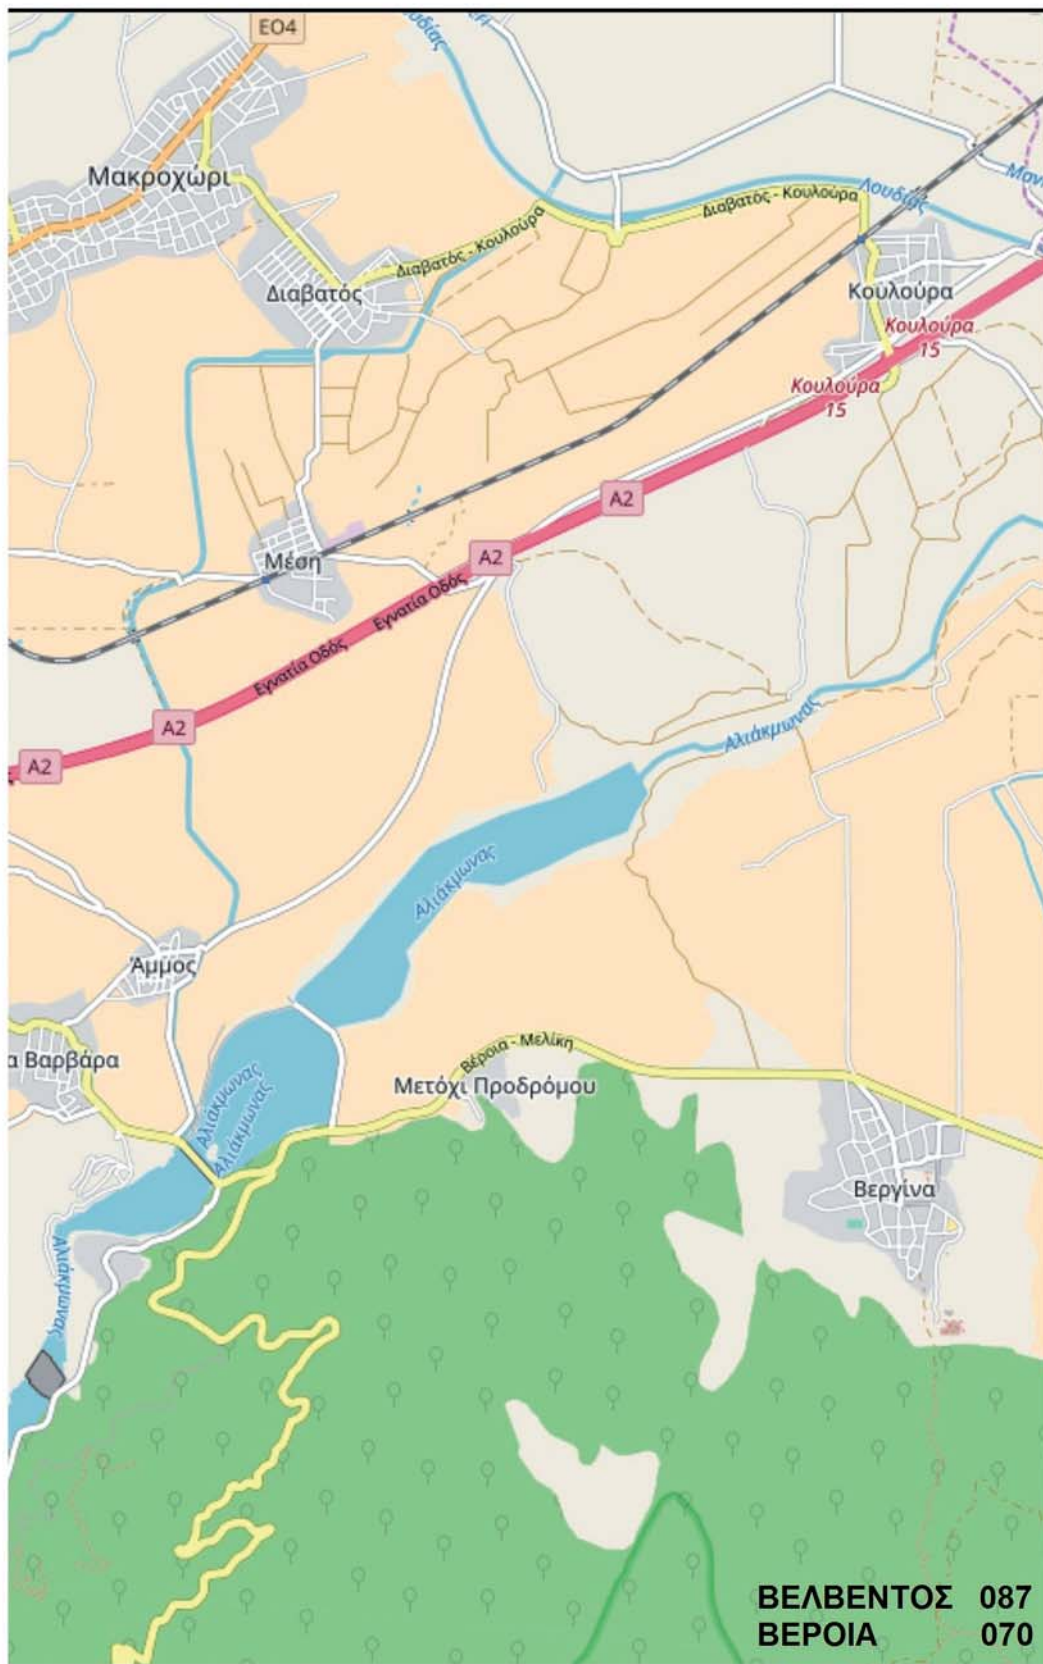 ΕΟ4
Μακροχώρι
Λουδίας
Διαβατός - Κουλούρα
Διαβατός - Κουλούρα
Διαβατός
Κουλούρα
Κουλούρα
15
Κουλούρα
15
A2
A2
Μέση
Εγνατία Οδός
Εγνατία Οδός
A2
A2
Αλιάκμωνας
Αλιάκμωνας
Άμμος
α Βαρβάρα
Βέροια - Μελίκη
Μετόχι Προδρόμου
Αλιάκμωνας
Αλιάκμωνας
Βεργίνα
Αλιάκμωνας
ΒΕΛΒΕΝΤΟΣ 087
ΒΕΡΟΙΑ 070